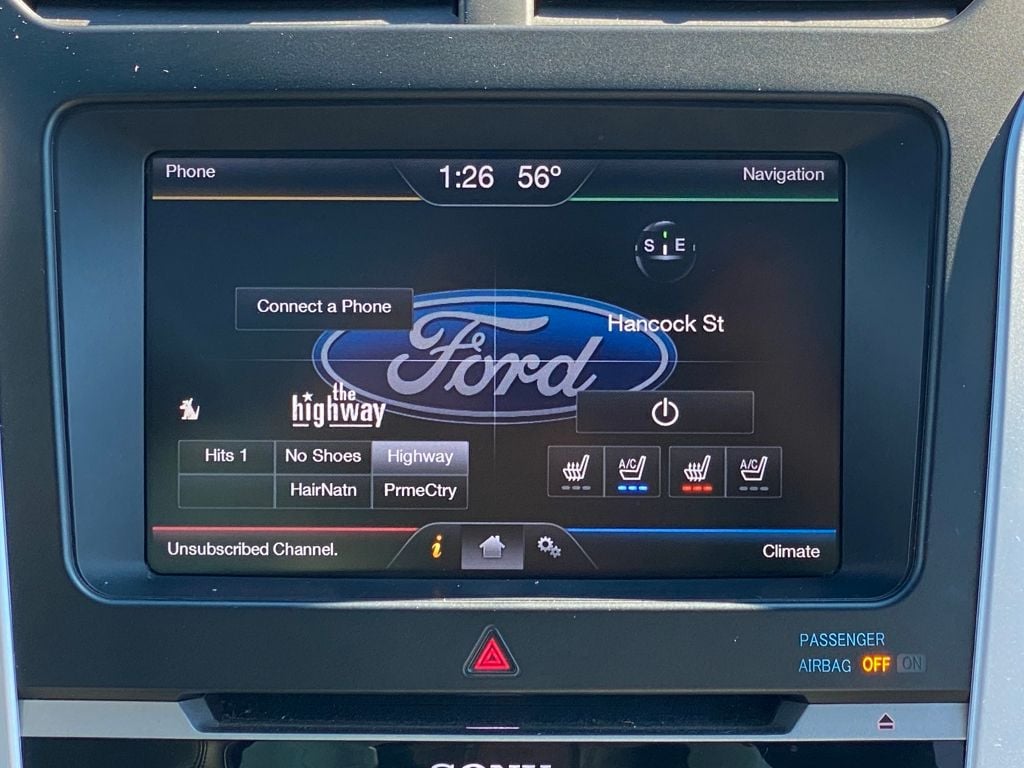 Phone
1:26 56°
Navigation
S E
Connect a Phone
Ford
Hancock St
the
highway
Hits 1 No Shoes Highway
HairNatn PrmeCtry
A/C A/C
Unsubscribed Channel.
i
Climate
PASSENGER
AIRBAG OFF ON
SONY